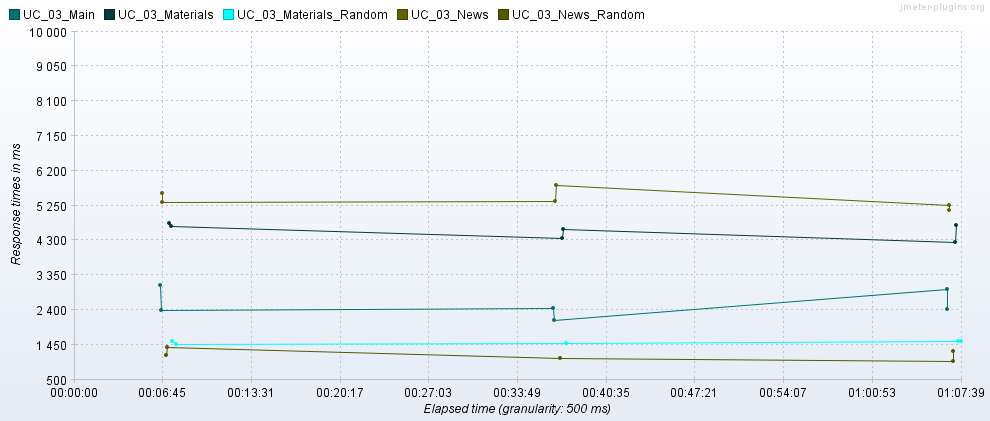 UC_03_Main UC_03_Materials UC_03_Materials_Random UC_03_News UC_03_News_Random
jmeter-plugins.org
10 000
9 050
8 100
7 150
6 200
5 250
4 300
3 350
2 400
1 450
500
Response times in ms
00:00:00 00:06:45 00:13:31 00:20:17 00:27:03 00:33:49 00:40:35 00:47:21 00:54:07 01:00:53 01:07:39
Elapsed time (granularity: 500 ms)